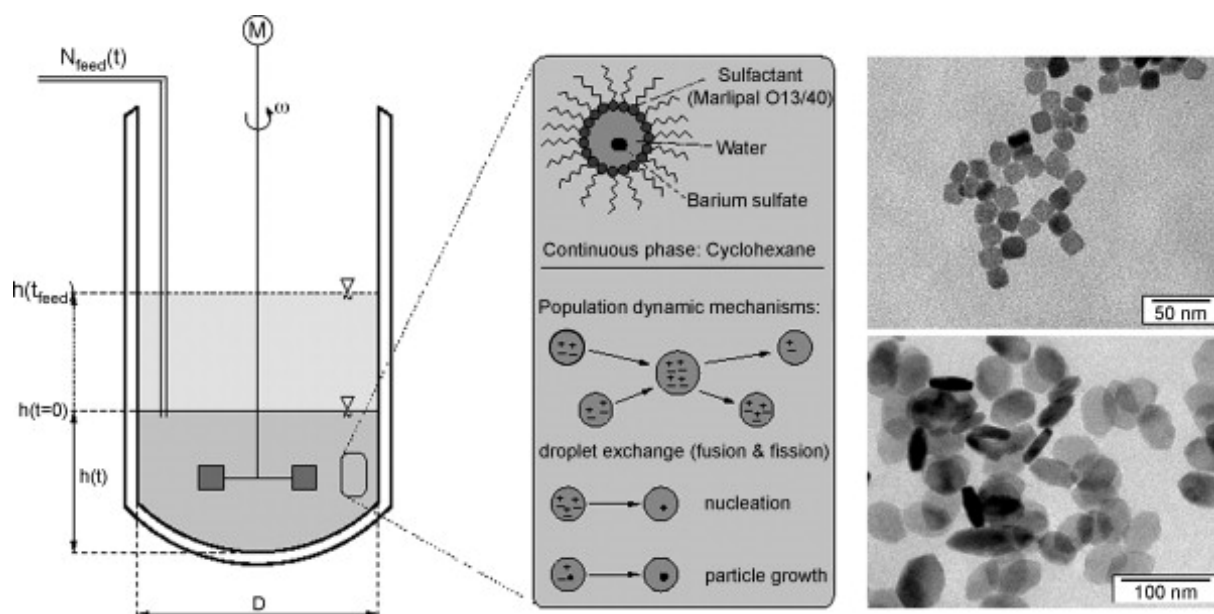 M
N_feed(t)
ω
h(t_feed)
h(t=0)
h(t)
D
Sulfactant
(Marlipal O13/40)
Water
Barium sulfate
Continuous phase: Cyclohexane
Population dynamic mechanisms:
droplet exchange (fusion & fission)
nucleation
particle growth
50 nm
100 nm